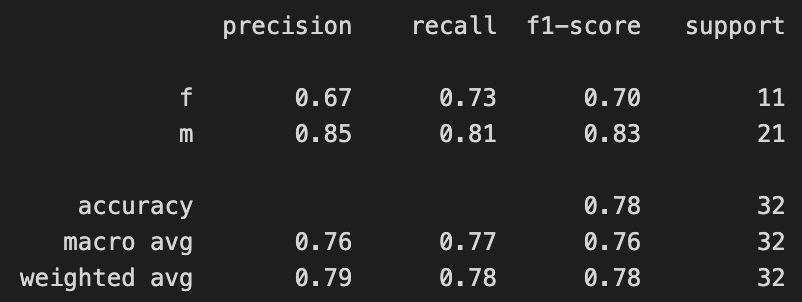 precision recall f1-score support
f 0.67 0.73 0.70 11
m 0.85 0.81 0.83 21
accuracy 0.78 32
macro avg 0.76 0.77 0.76 32
weighted avg 0.79 0.78 0.78 32